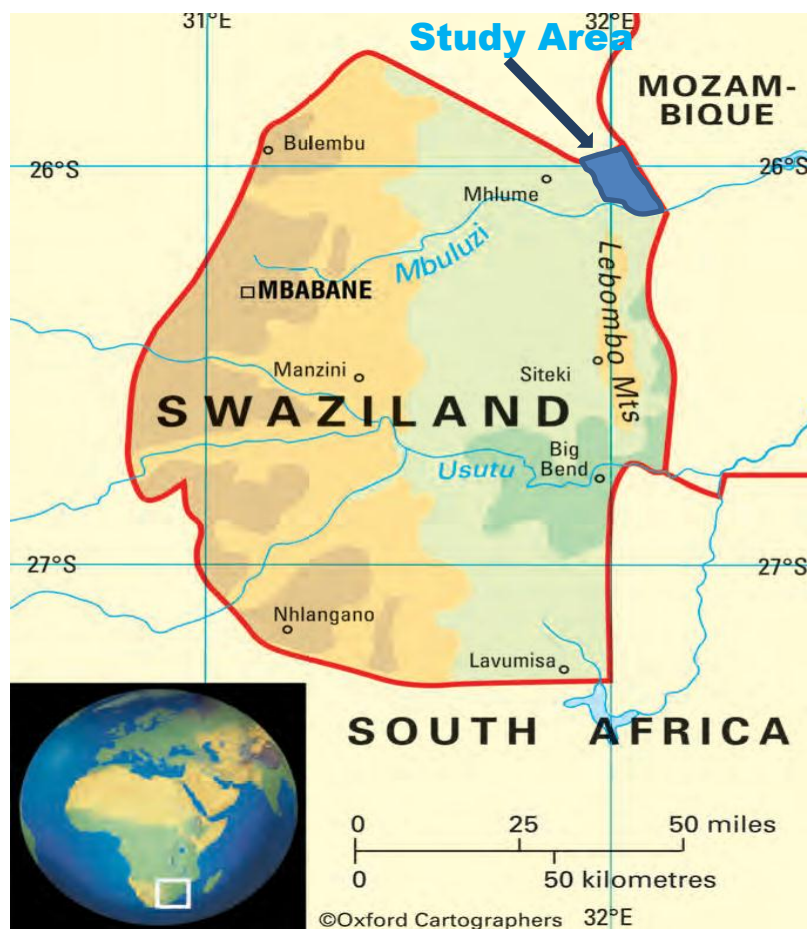 31°E
32°E
Study Area
MOZAM-
BIQUE
Bulembu
26°S
26°S
Mhlume
Mbuluzi
MBABANE
Lebombo Mts
Manzini
Siteki
SWAZILAND
Big
Bend
Usutu
27°S
27°S
Nhlangano
Lavumisa
SOUTH AFRICA
0 25 50 miles
0 50 kilometres
©Oxford Cartographers 32°E